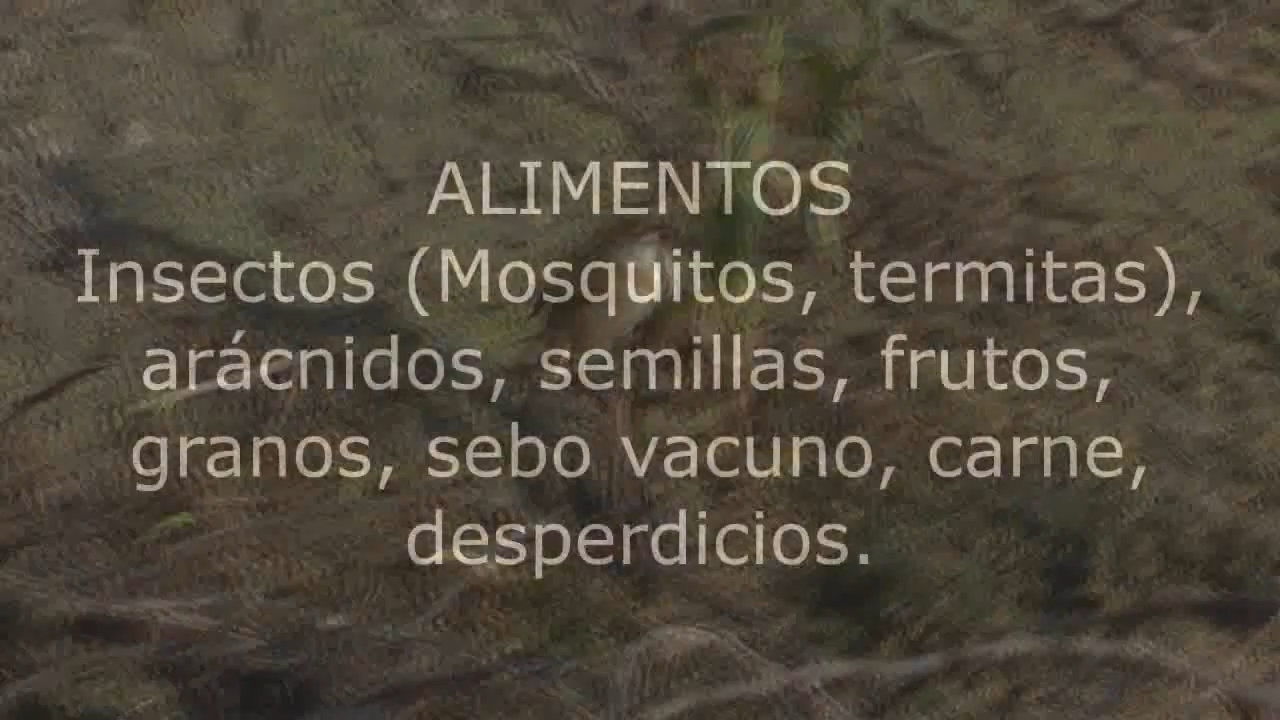 ALIMENTOS
Insectos (Mosquitos, termitas),
arácnidos, semillas, frutos,
granos, sebo vacuno, carne,
desperdicios.